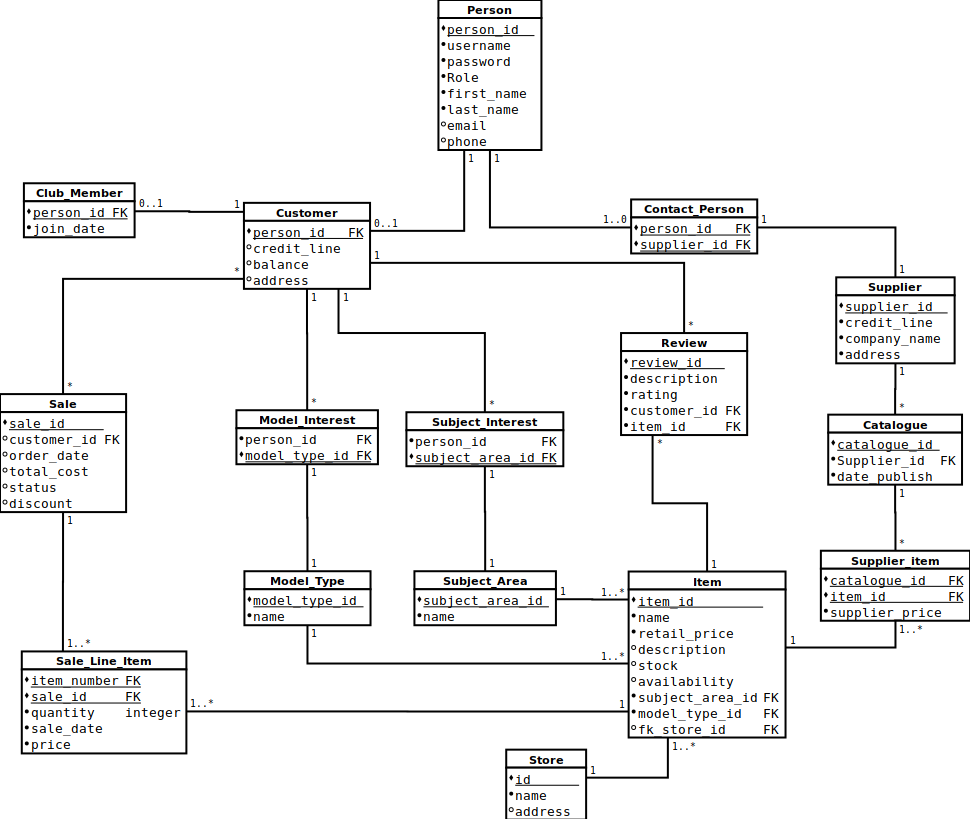 Person
person_id
username
password
Role
first_name
last_name
email
phone
1
1
Club_Member
person_id FK
join_date
0..1
1
Customer
person_id FK
credit_line
balance
address
0..1
1
*
1
1
1..0
Contact_Person
person_id FK
supplier_id FK
1
1
Supplier
supplier_id
credit_line
company_name
address
1
*
Review
review_id
description
rating
customer_id FK
item_id FK
*
*
Sale
sale_id
customer_id FK
order_date
total_cost
status
discount
1
*
Model_Interest
person_id FK
model_type_id FK
1
*
Subject_Interest
person_id FK
subject_area_id FK
1
*
Catalogue
catalogue_id
Supplier_id FK
date_publish
1
*
Supplier_item
catalogue_id FK
item_id FK
supplier_price
1..*
1
Model_Type
model_type_id
name
1
1
Subject_Area
subject_area_id
name
1
1..*
1
Item
item_id
name
retail_price
description
stock
availability
subject_area_id FK
model_type_id FK
fk_store_id FK
1
1..*
1
1..*
1..*
Sale_Line_Item
item_number FK
sale_id FK
quantity integer
sale_date
price
1..*
Store
id
name
address
1